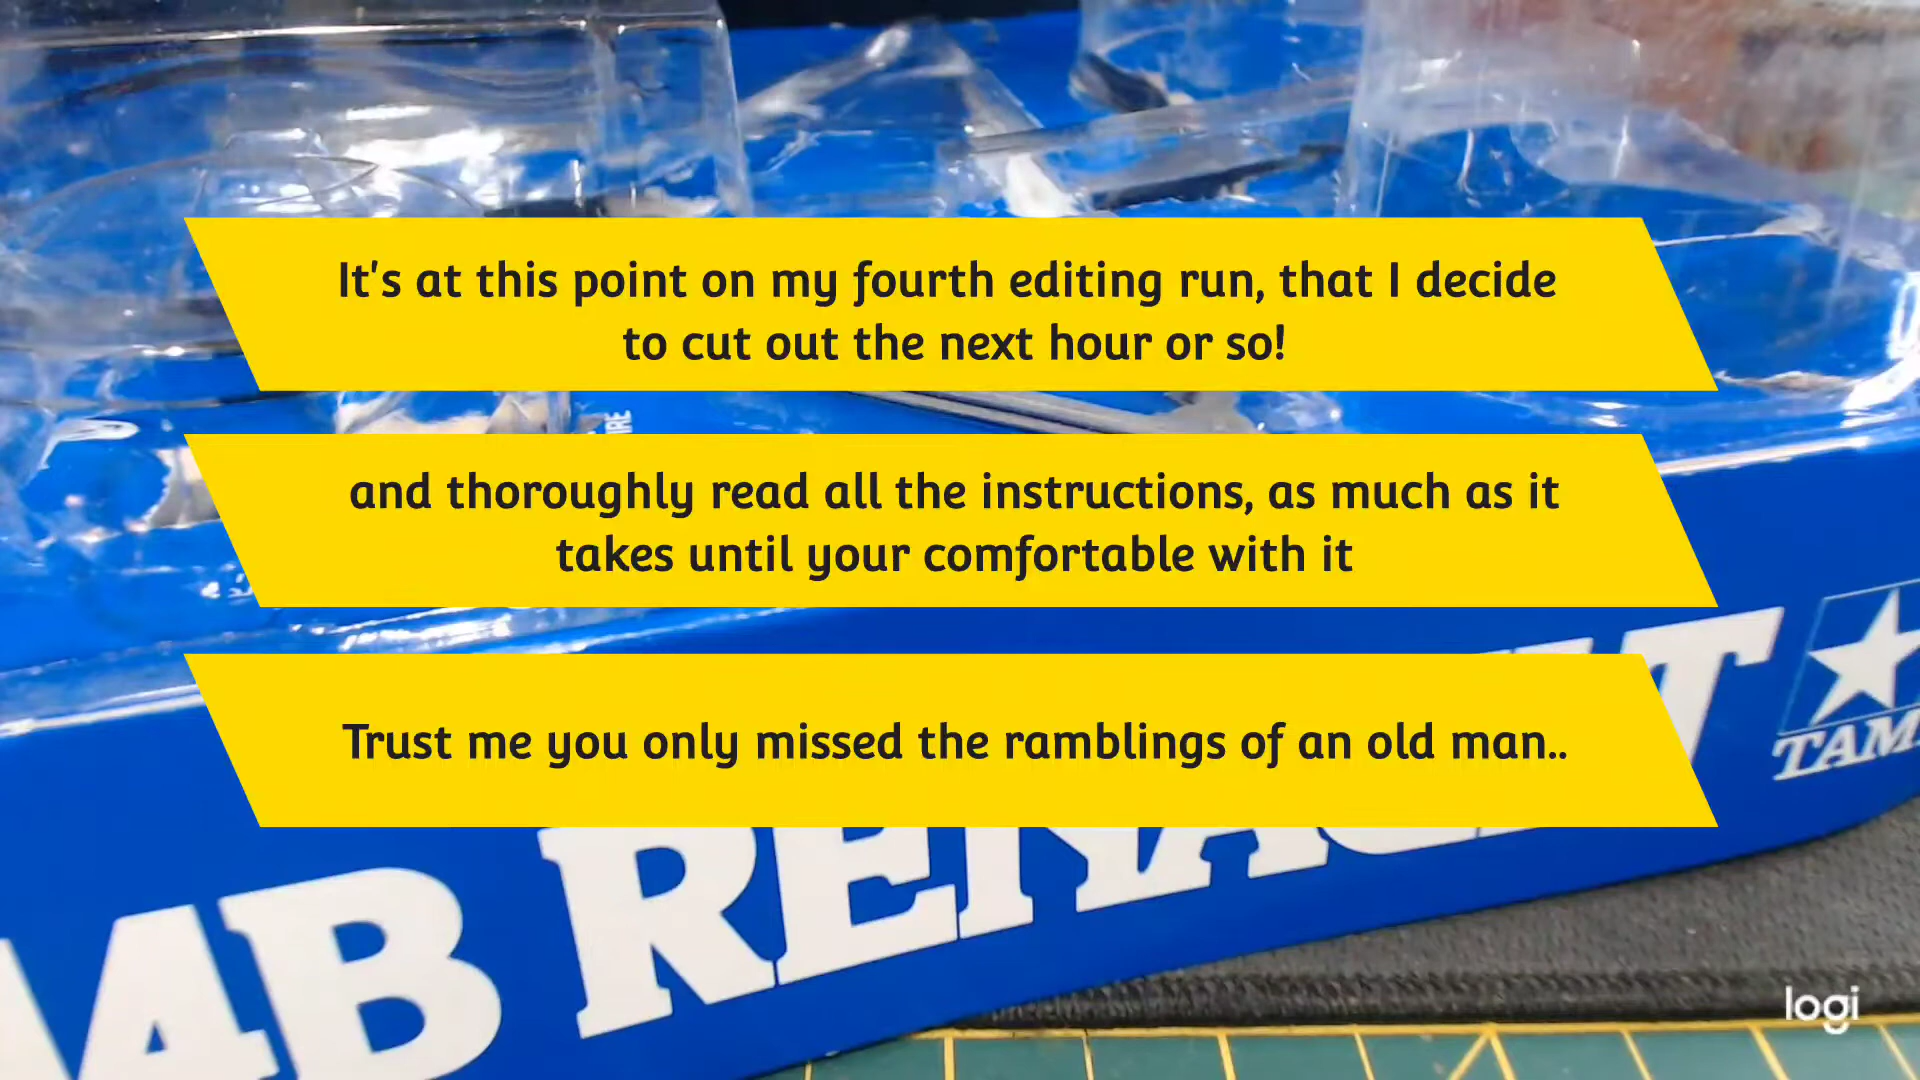 It's at this point on my fourth editing run, that I decide
to cut out the next hour or so!
and thoroughly read all the instructions, as much as it
takes until your comfortable with it
Trust me you only missed the ramblings of an old man..
4B RENAULT
logi